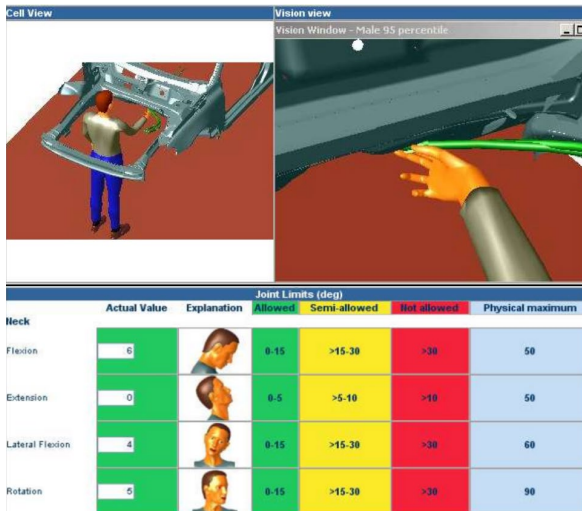 Cell View
Vision view
Vision Window - Male 95 percentile
Joint Limits (deg)
Actual Value Explanation Allowed Semi-allowed Not allowed Physical maximum
Neck
Flexion 6 0-15 >15-30 >30 50
Extension 0 0-5 >5-10 >10 50
Lateral Flexion 4 0-15 >15-30 >30 60
Rotation 5 0-15 >15-30 >30 90